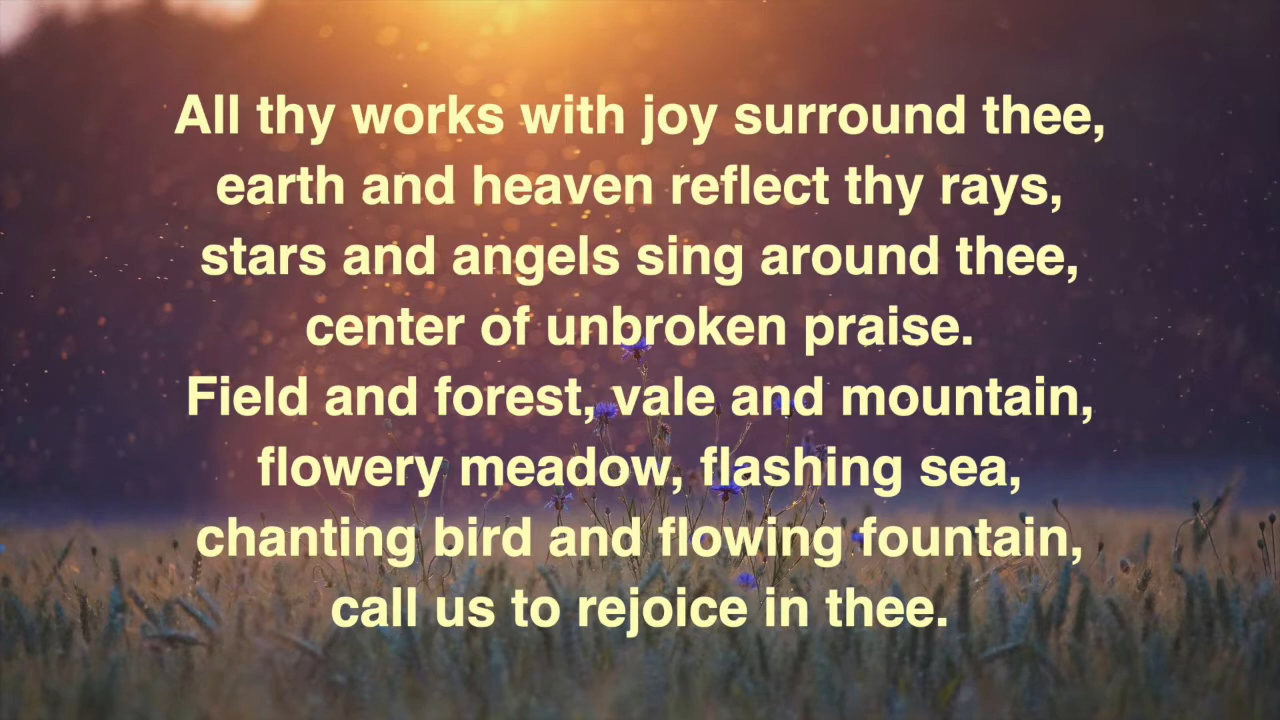 All thy works with joy surround thee,
earth and heaven reflect thy rays,
stars and angels sing around thee,
center of unbroken praise.
Field and forest, vale and mountain,
flowery meadow, flashing sea,
chanting bird and flowing fountain,
call us to rejoice in thee.